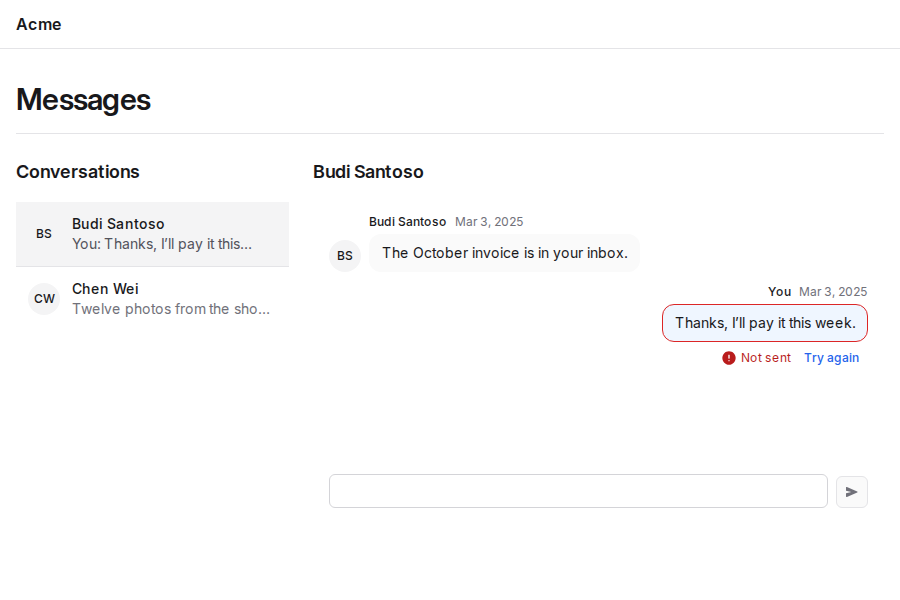 Acme
Messages
Conversations
BS
Budi Santoso
You: Thanks, I’ll pay it this…
CW
Chen Wei
Twelve photos from the sho…
Budi Santoso
Budi Santoso Mar 3, 2025
BS
The October invoice is in your inbox.
You Mar 3, 2025
Thanks, I’ll pay it this week.
Not sent Try again